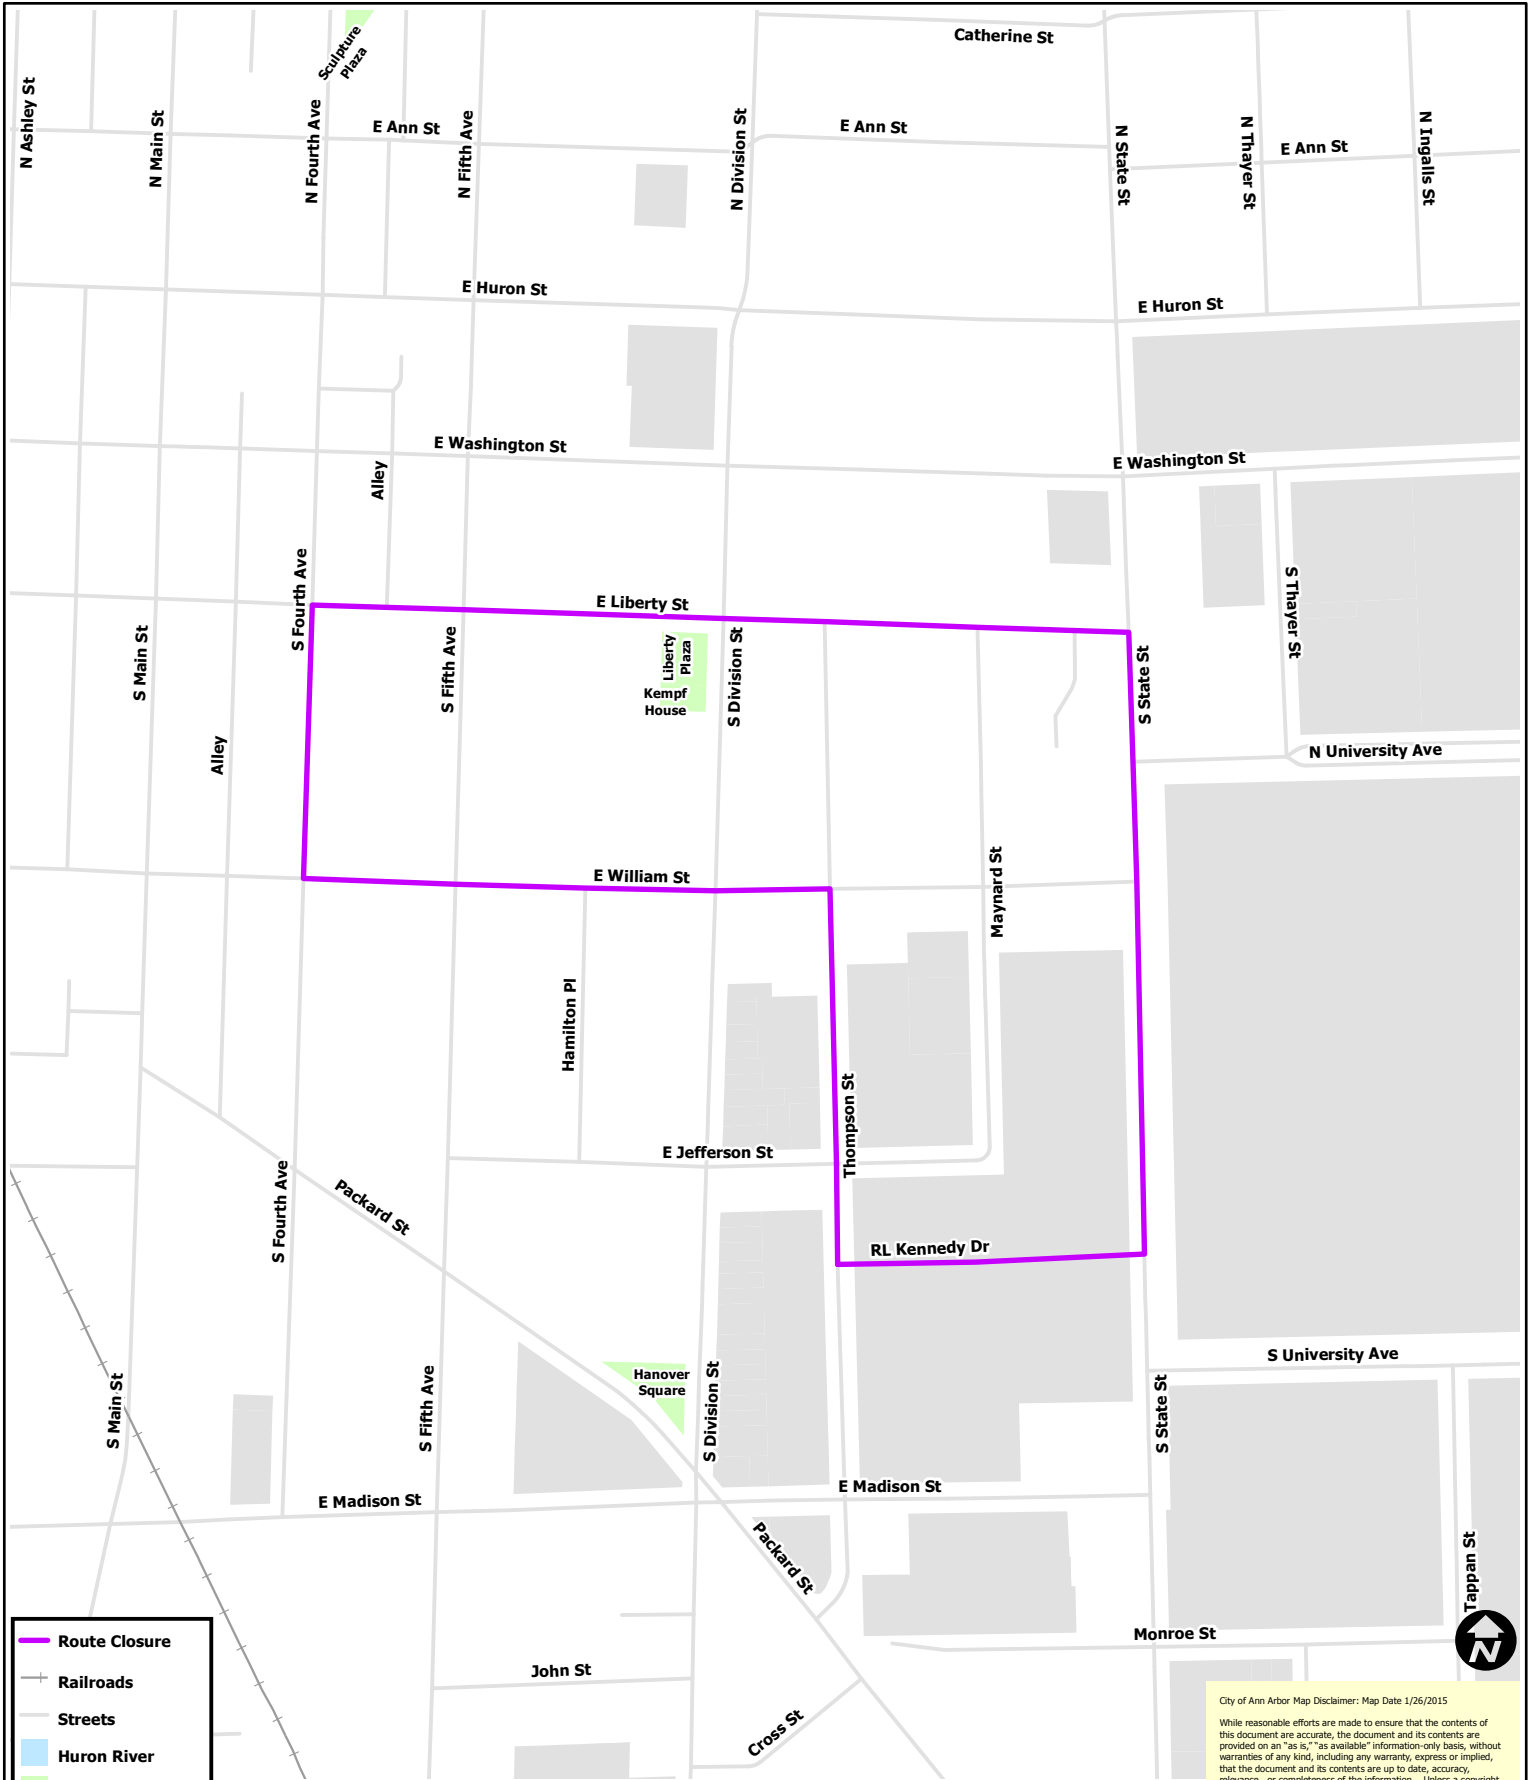 Catherine St
Sculpture
Plaza
N Ashley St
N Main St
N Fourth Ave
E Ann St
N Fifth Ave
N Division St
E Ann St
N State St
N Thayer St
E Ann St
N Ingalls St
E Huron St
E Huron St
E Washington St
E Washington St
Alley
S Fourth Ave
E Liberty St
S Thayer St
S Main St
S Fifth Ave
Liberty
Plaza
Kempf
House
S Division St
S State St
Alley
N University Ave
E William St
Maynard St
Hamilton Pl
Thompson St
E Jefferson St
S Fourth Ave
Packard St
RL Kennedy Dr
S University Ave
Hanover
Square
S Main St
S Fifth Ave
S Division St
S State St
E Madison St
E Madison St
Packard St
Tappan St
Monroe St
N
John St
Cross St
Route Closure
Railroads
Streets
Huron River
City of Ann Arbor Map Disclaimer: Map Date 1/26/2015
While reasonable efforts are made to ensure that the contents of
this document are accurate, the document and its contents are
provided on an "as is," "as available" information-only basis, without
warranties of any kind, including any warranty, express or implied,
that the document and its contents are up to date, accuracy,
relevance, or completeness of the information. Unless a copyright